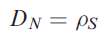 D_N = ρ_S